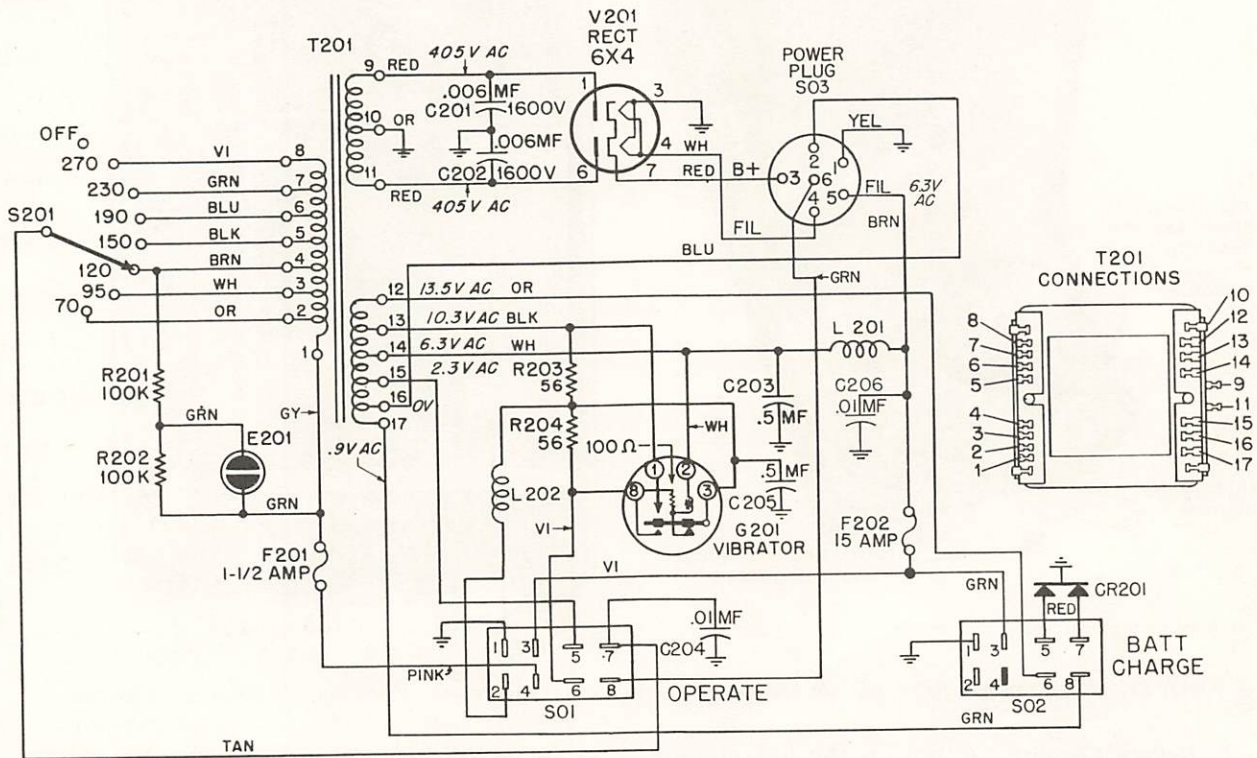 V201
RECT
6X4
T201
405V AC
9 RED
.006 MF
C201 1600V
10 OR
.006MF
C202 1600V
11 RED
405V AC
1
3
4
6
7
WH
RED B+
FIL
BLU
POWER
PLUG
S03
2
1
3
6
5
4
YEL
FIL
6.3V
AC
BRN
GRN
OFF
270 VI 8
230 GRN 7
190 BLU 6
150 BLK 5
120 BRN 4
95 WH 3
70 OR 2
1
S201
R201
100K
R202
100K
GRN
E201
GRN
GY
F201
1-1/2 AMP
PINK
TAN
12 13.5V AC OR
13 10.3V AC BLK
14 6.3V AC WH
15 2.3V AC
16 0V
17
.9V AC
R203
56
R204
56
100Ω
L202
VI
WH
1
2
8
3
G201
VIBRATOR
C203
.5 MF
.5
MF
C205
L 201
C206
.01 MF
F202
15 AMP
VI
GRN
1 3 5 7
2 4 6 8
S01
OPERATE
.01 MF
C204
CR201
RED
1 3 5 7
2 4 6 8
S02
BATT
CHARGE
GRN
T201
CONNECTIONS
8
7
6
5
4
3
2
1
10
12
13
14
9
11
15
16
17